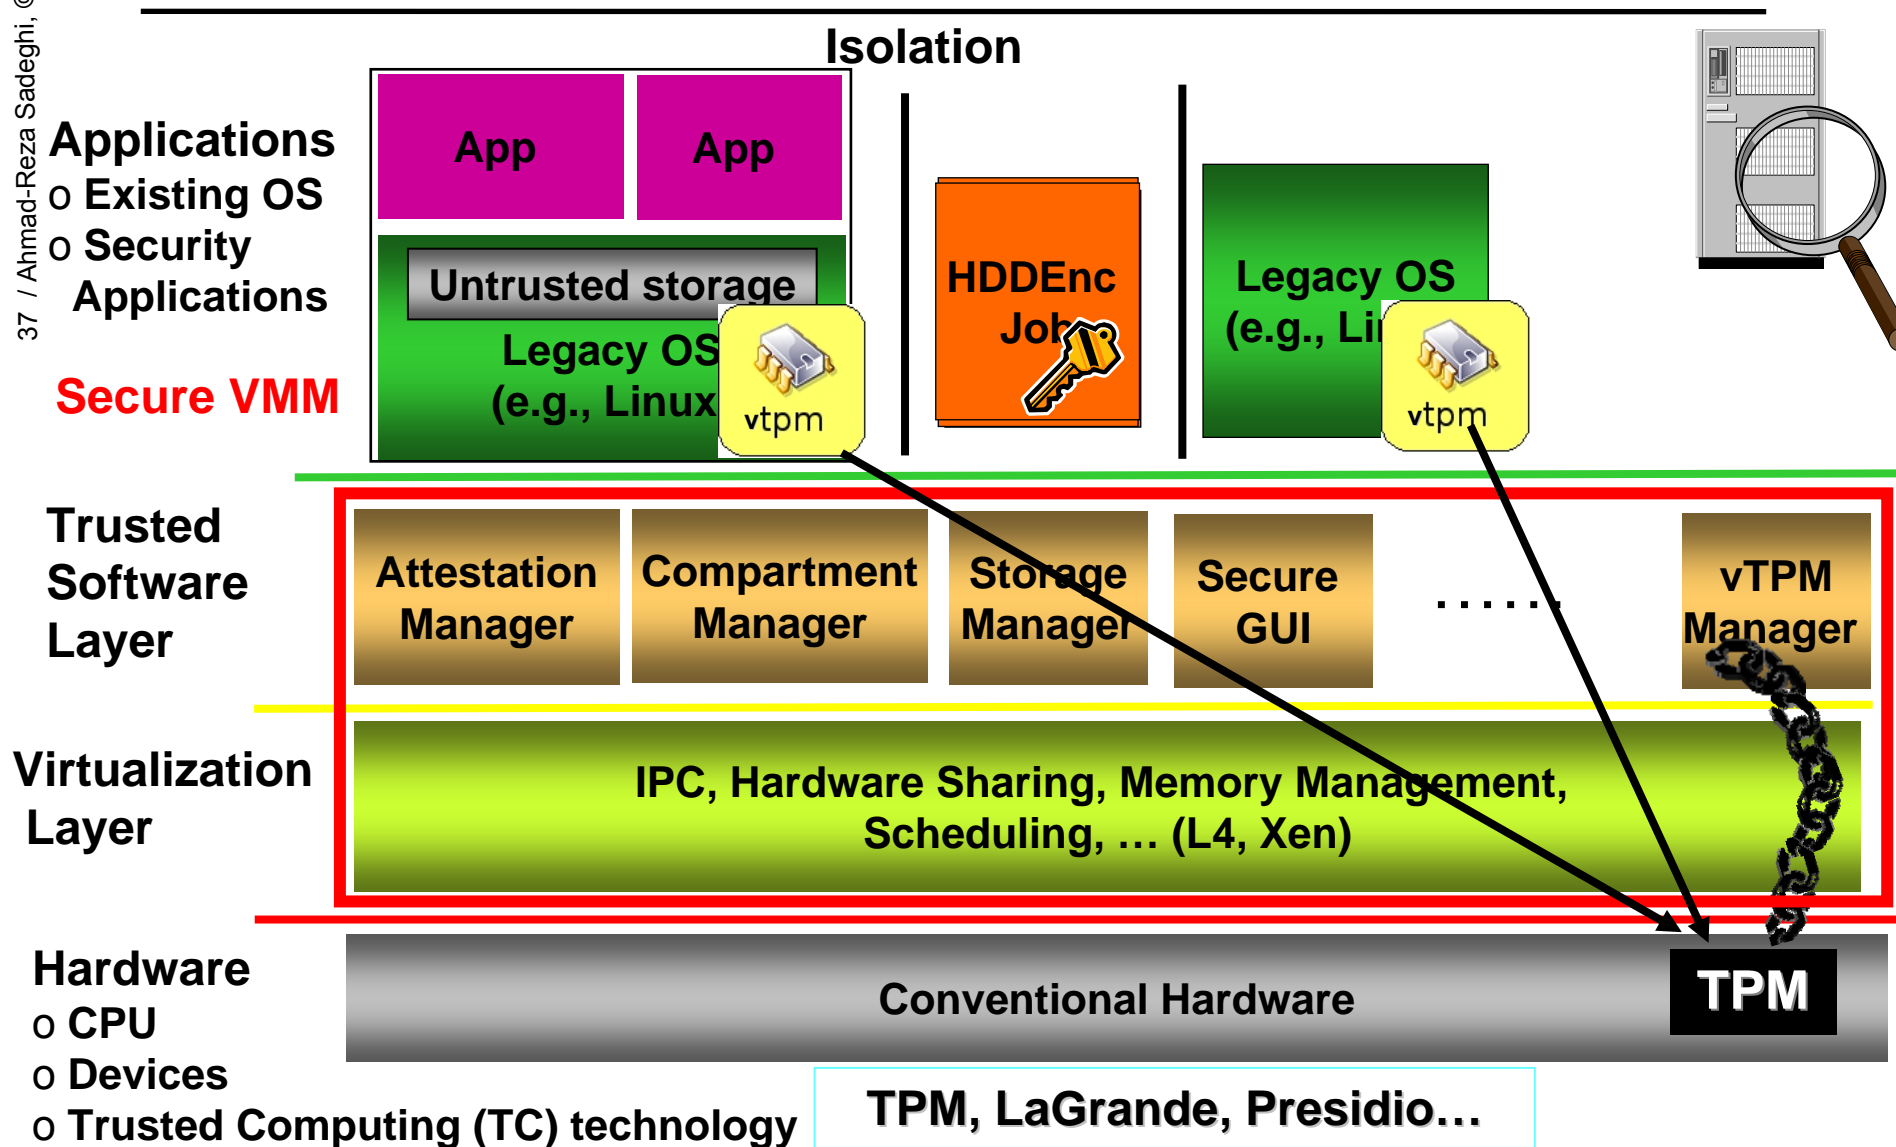 37 / Ahmad-Reza Sadeghi, ©
Isolation
Applications
o Existing OS
o Security
Applications
Secure VMM
App
App
Untrusted storage
Legacy OS
(e.g., Linux
vtpm
HDDEnc
Job
Legacy OS
(e.g., Li
vtpm
Trusted
Software
Layer
Attestation
Manager
Compartment
Manager
Storage
Manager
Secure
GUI
......
vTPM
Manager
Virtualization
Layer
IPC, Hardware Sharing, Memory Management,
Scheduling, … (L4, Xen)
Hardware
o CPU
o Devices
o Trusted Computing (TC) technology
Conventional Hardware
TPM
TPM, LaGrande, Presidio…